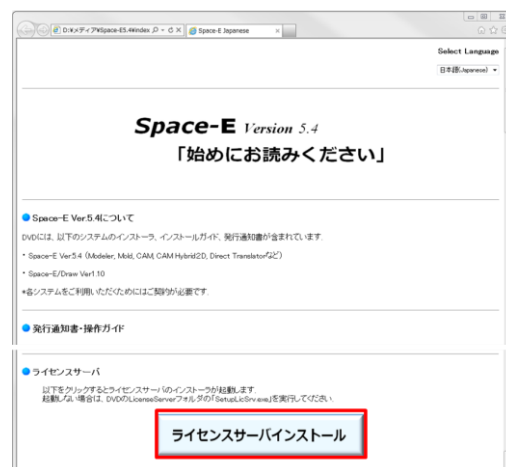 D:¥メディア¥Space-E5.4¥index
Space-E Japanese
Select Language
日本語(Japanese)
Space-E Version 5.4
「始めにお読みください」
Space-E Ver.5.4について
DVDには、以下のシステムのインストーラ、インストールガイド、発行通知書が含まれています.
・Space-E Ver5.4 (Modeler, Mold, CAM, CAM Hybrid2D, Direct Translatorなど)
・Space-E/Draw Ver1.10
*各システムをご利用いただくためにはご契約が必要です.
発行通知書・操作ガイド
ライセンスサーバ
以下をクリックするとライセンスサーバのインストーラが起動します.
起動しない場合は、DVDのLicenseServerフォルダの「SetupLicSrv.exe」を実行してください.
ライセンスサーバインストール